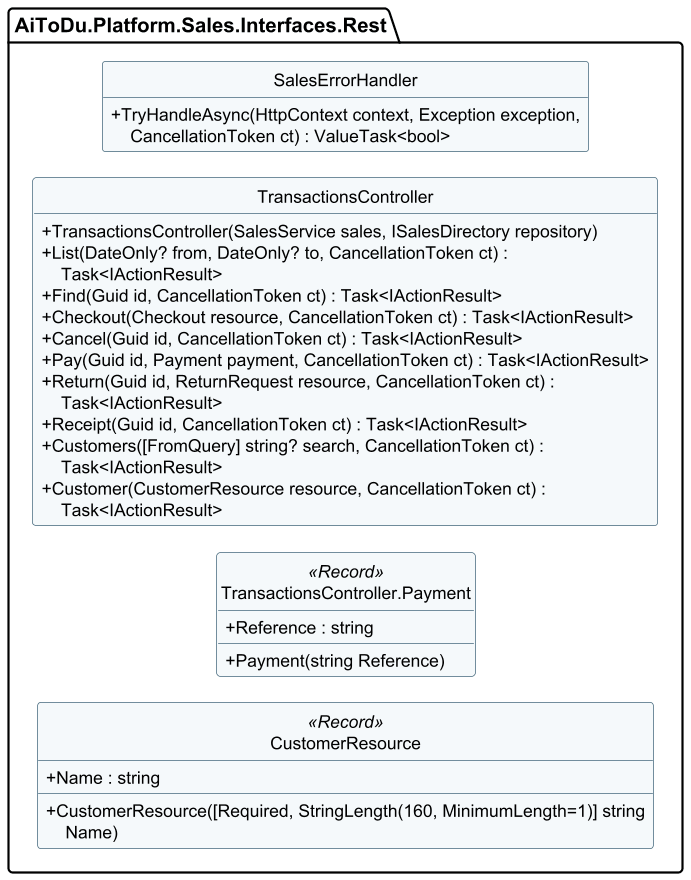 AiToDu.Platform.Sales.Interfaces.Rest
SalesErrorHandler
+TryHandleAsync(HttpContext context, Exception exception,
CancellationToken ct) : ValueTask<bool>
TransactionsController
+TransactionsController(SalesService sales, ISalesDirectory repository)
+List(DateOnly? from, DateOnly? to, CancellationToken ct) :
Task<IActionResult>
+Find(Guid id, CancellationToken ct) : Task<IActionResult>
+Checkout(Checkout resource, CancellationToken ct) : Task<IActionResult>
+Cancel(Guid id, CancellationToken ct) : Task<IActionResult>
+Pay(Guid id, Payment payment, CancellationToken ct) : Task<IActionResult>
+Return(Guid id, ReturnRequest resource, CancellationToken ct) :
Task<IActionResult>
+Receipt(Guid id, CancellationToken ct) : Task<IActionResult>
+Customers([FromQuery] string? search, CancellationToken ct) :
Task<IActionResult>
+Customer(CustomerResource resource, CancellationToken ct) :
Task<IActionResult>
«Record»
TransactionsController.Payment
+Reference : string
+Payment(string Reference)
«Record»
CustomerResource
+Name : string
+CustomerResource([Required, StringLength(160, MinimumLength=1)] string
Name)